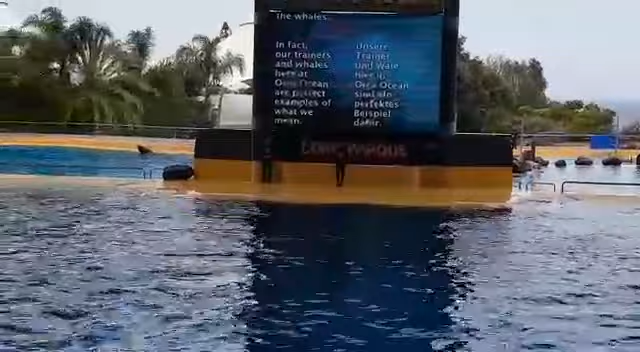 The whales.
In fact,
our trainers
and whales
here at
Orca Ocean
are perfect
examples of
what we
mean.
Unsere
Trainer
und Wale
hier im
Orca Ocean
sind ein
perfektes
Beispiel
dafür.
LORO PARQUE